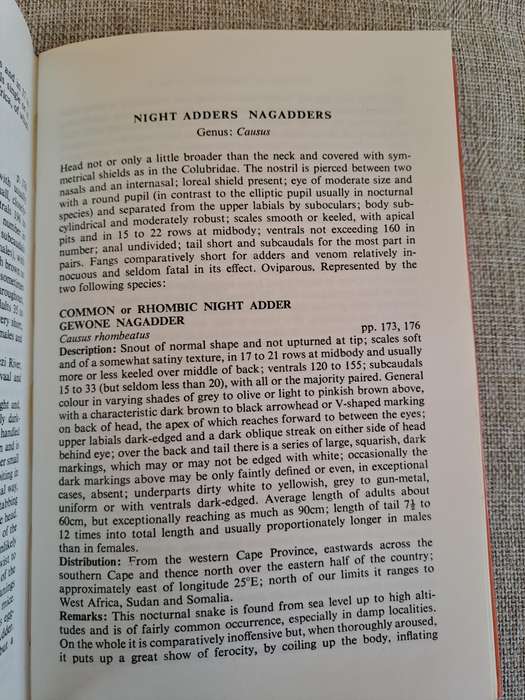 NIGHT ADDERS NAGADDERS
Genus: Causus
Head not or only a little broader than the neck and covered with sym-
metrical shields as in the Colubridae. The nostril is pierced between two
nasals and an internasal; loreal shield present; eye of moderate size and
with a round pupil (in contrast to the elliptic pupil usually in nocturnal
species) and separated from the upper labials by suboculars; body sub-
cylindrical and moderately robust; scales smooth or keeled, with apical
pits and in 15 to 22 rows at midbody; ventrals not exceeding 160 in
number; anal undivided; tail short and subcaudals for the most part in
pairs. Fangs comparatively short for adders and venom relatively in-
nocuous and seldom fatal in its effect. Oviparous. Represented by the
two following species:
COMMON or RHOMBIC NIGHT ADDER
GEWONE NAGADDER
Causus rhombeatus pp. 173, 176
Description: Snout of normal shape and not upturned at tip; scales soft
and of a somewhat satiny texture, in 17 to 21 rows at midbody and usually
more or less keeled over middle of back; ventrals 120 to 155; subcaudals
15 to 33 (but seldom less than 20), with all or the majority paired. General
colour in varying shades of grey to olive or light to pinkish brown above,
with a characteristic dark brown to black arrowhead or V-shaped marking
on back of head, the apex of which reaches forward to between the eyes;
upper labials dark-edged and a dark oblique streak on either side of head
behind eye; over the back and tail there is a series of large, squarish, dark
markings, which may or may not be edged with white; occasionally the
dark markings above may be only faintly defined or even, in exceptional
cases, absent; underparts dirty white to yellowish, grey to gun-metal,
uniform or with ventrals dark-edged. Average length of adults about
60cm, but exceptionally reaching as much as 90cm; length of tail 7½ to
12 times into total length and usually proportionately longer in males
than in females.
Distribution: From the western Cape Province, eastwards across the
southern Cape and thence north over the eastern half of the country;
approximately east of longitude 25°E; north of our limits it ranges to
West Africa, Sudan and Somalia.
Remarks: This nocturnal snake is found from sea level up to high alti-
tudes and is of fairly common occurrence, especially in damp localities.
On the whole it is comparatively inoffensive but, when thoroughly aroused,
it puts up a great show of ferocity, by coiling up the body, inflating